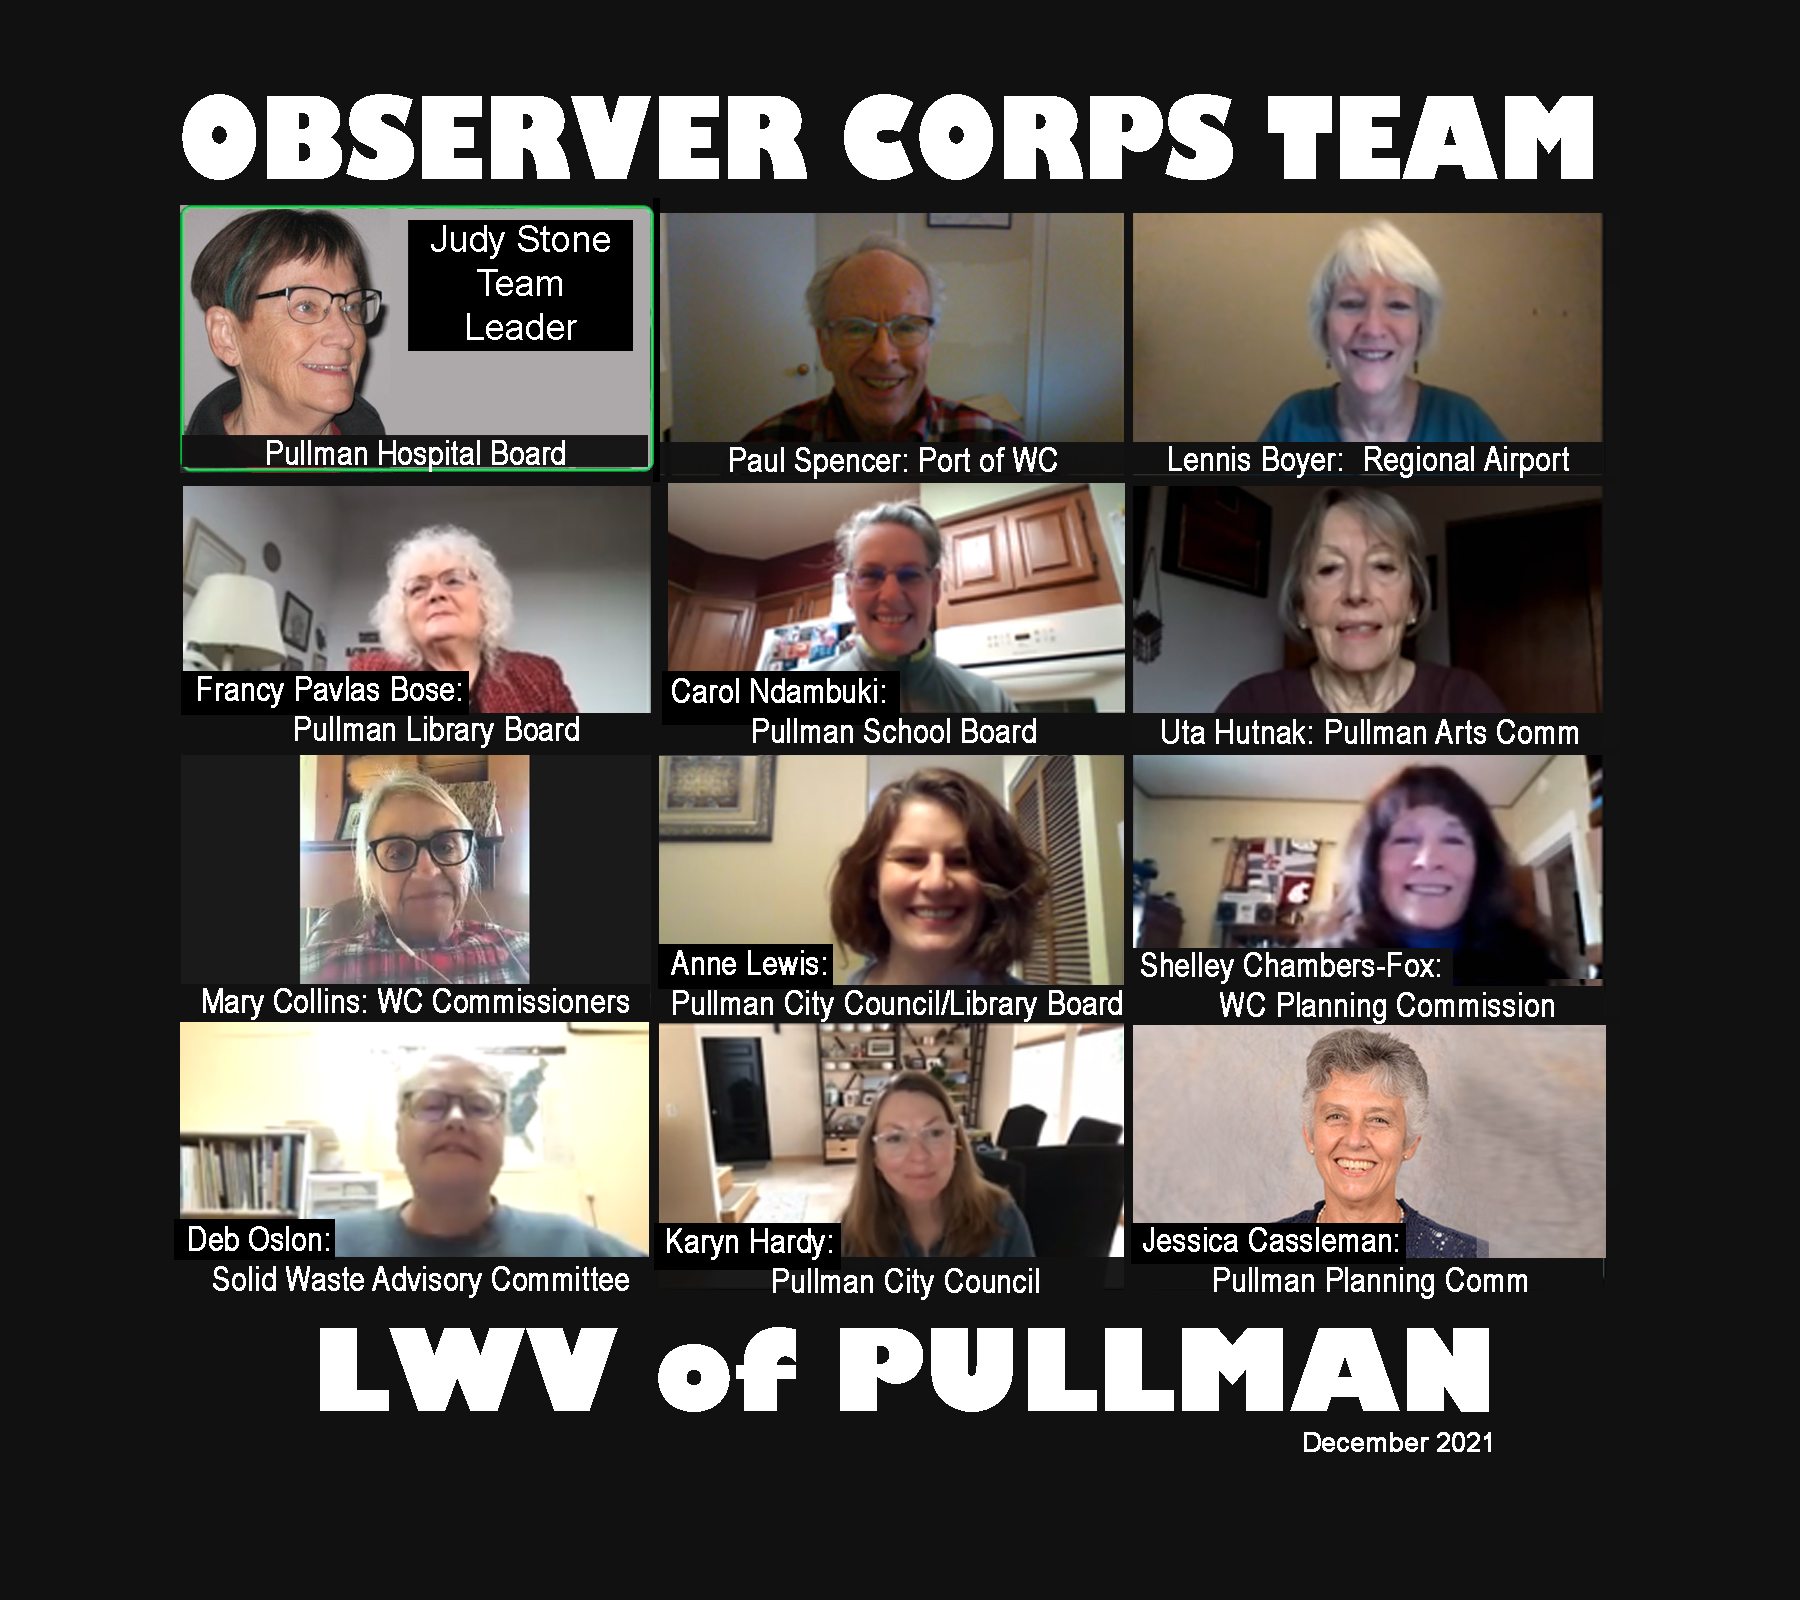 OBSERVER CORPS TEAM
Judy Stone
Team
Leader
Pullman Hospital Board
Paul Spencer: Port of WC
Lennis Boyer: Regional Airport
Francy Pavlas Bose:
Pullman Library Board
Carol Ndambuki:
Pullman School Board
Uta Hutnak: Pullman Arts Comm
Mary Collins: WC Commissioners
Anne Lewis:
Pullman City Council/Library Board
Shelley Chambers-Fox:
WC Planning Commission
Deb Oslon:
Solid Waste Advisory Committee
Karyn Hardy:
Pullman City Council
Jessica Cassleman:
Pullman Planning Comm
LWV of PULLMAN
December 2021